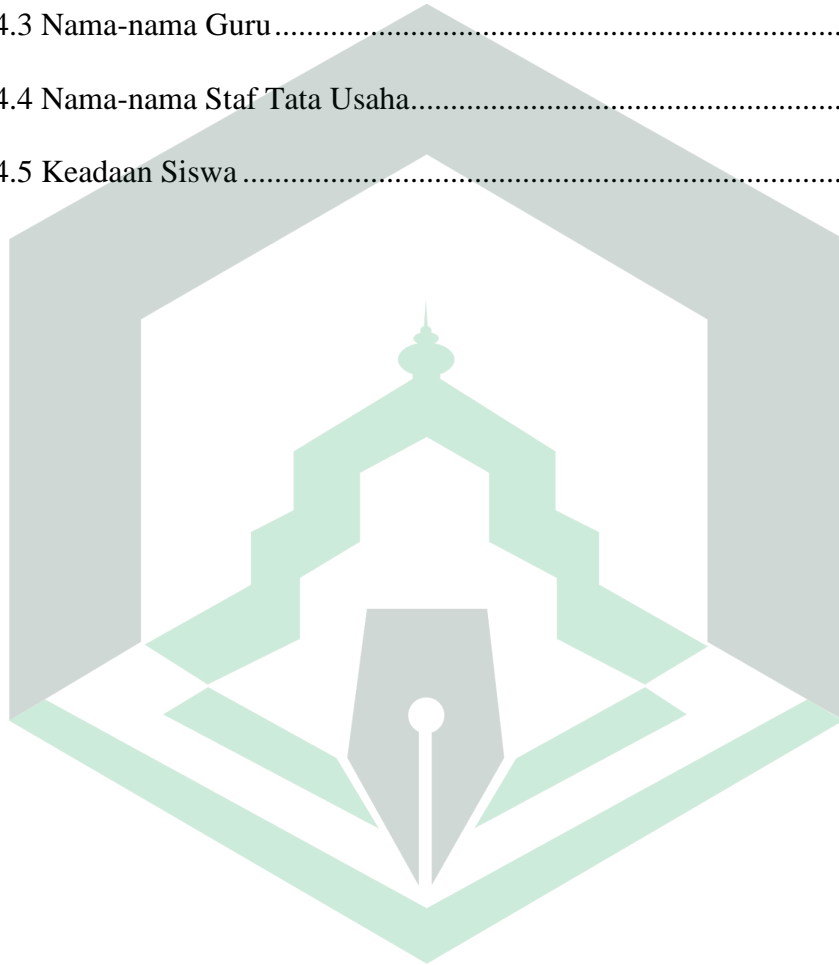 4.3 Nama-nama Guru................................................................................
4.4 Nama-nama Staf Tata Usaha...............................................................
4.5 Keadaan Siswa....................................................................................